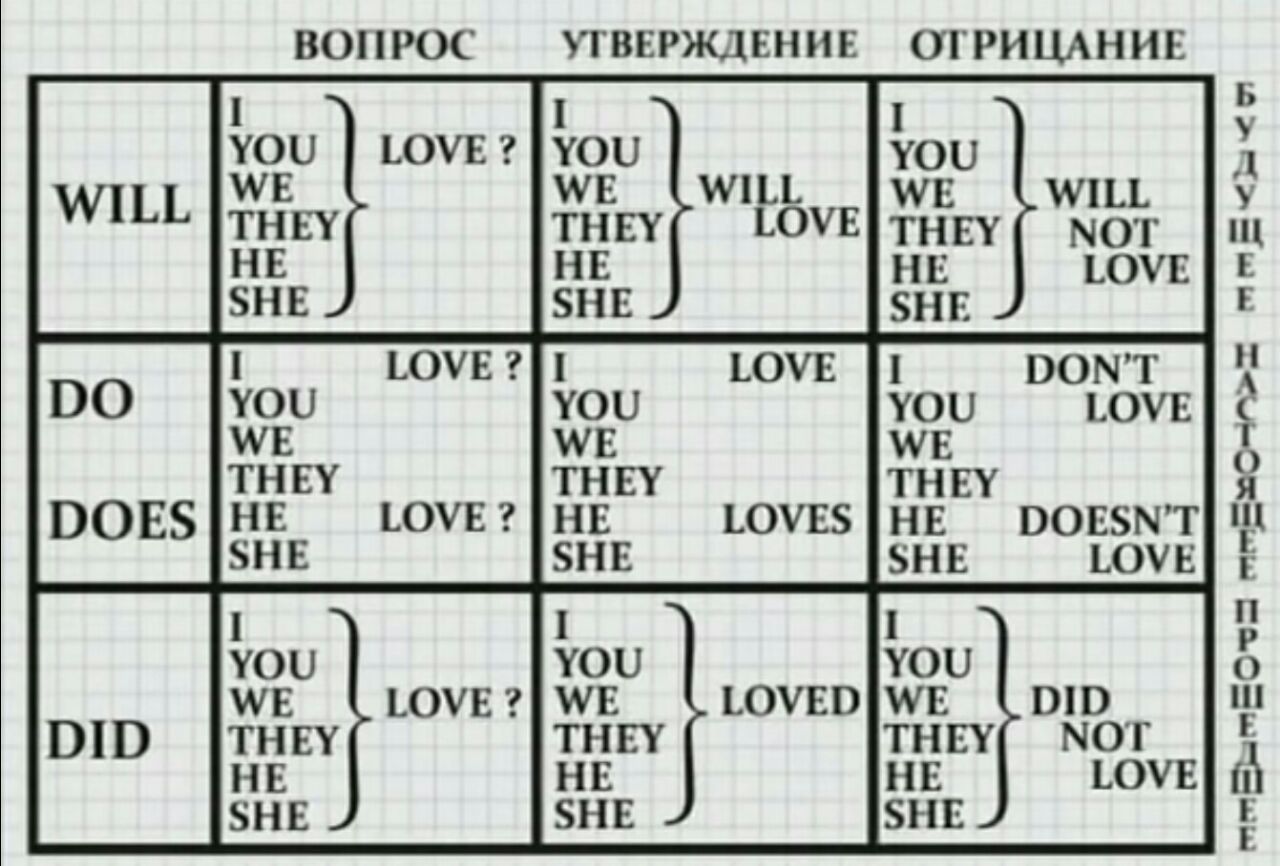 ВОПРОС УТВЕРЖДЕНИЕ ОТРИЦАНИЕ
WILL
I
YOU LOVE ?
WE
THEY
HE
SHE
I
YOU
WE WILL
THEY LOVE
HE
SHE
I
YOU
WE WILL
THEY NOT
HE LOVE
SHE
БУДУЩЕЕ
DO
DOES
I LOVE ?
YOU
WE
THEY
HE LOVE ?
SHE
I LOVE
YOU
WE
THEY
HE LOVES
SHE
I DON'T
YOU LOVE
WE
THEY
HE DOESN'T
SHE LOVE
НАСТОЯЩЕЕ
DID
I
YOU
WE LOVE ?
THEY
HE
SHE
I
YOU
WE LOVED
THEY
HE
SHE
I
YOU
WE DID
THEY NOT
HE LOVE
SHE
ПРОШЕДШЕЕ